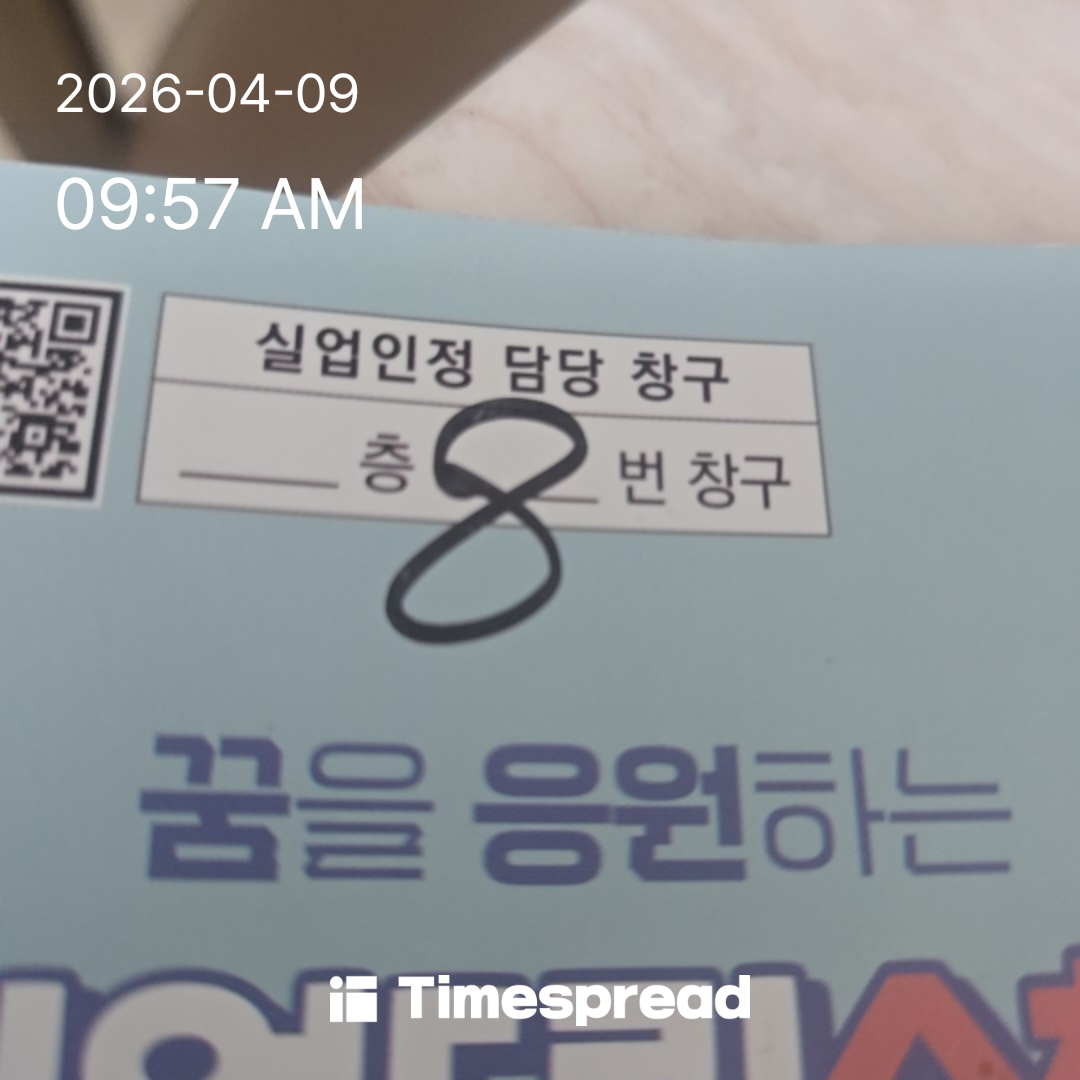 2026-04-09
09:57 AM
실업인정 담당 창구
층 8 번 창구
꿈을 응원하는
Timespread